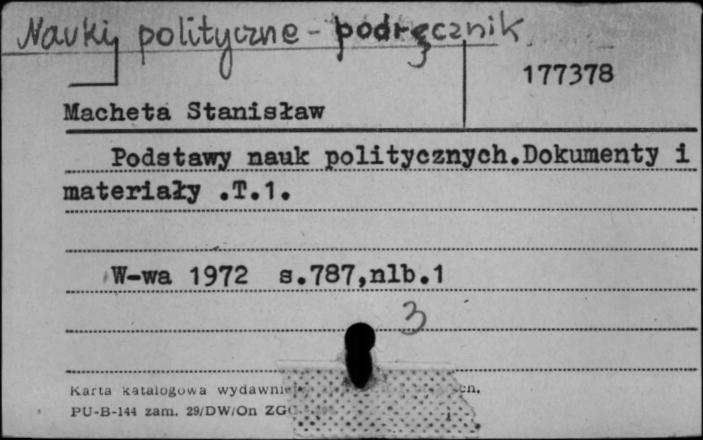 Nauki polityczne - podręcznik
177378
Macheta Stanisław
Podstawy nauk politycznych.Dokumenty i
materiały .T.1.
W-wa 1972 s.787,nlb.1
3
Karta katalogowa
PU-B-144 zam. 29/DW/On